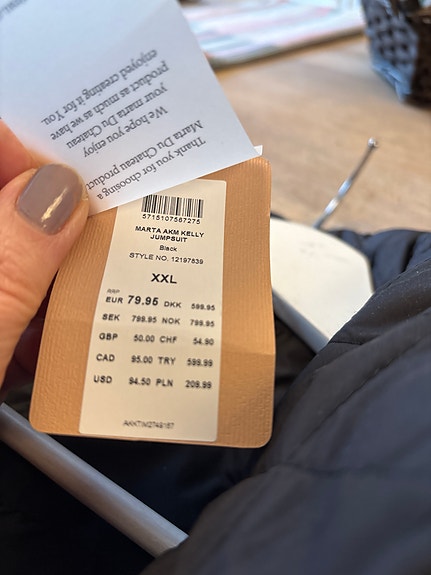 Thank you for choosing a
Marta Du Chateau product
We hope you enjoy
your marta Du Chateau
product as much as we have
enjoyed creating it for You.
5715107567275
MARTA AKM KELLY
JUMPSUIT
Black
STYLE NO. 12197839
XXL
RRP
EUR 79.95 DKK 599.95
SEK 799.95 NOK 799.95
GBP 50.00 CHF 54.90
CAD 95.00 TRY 599.99
USD 94.50 PLN 209.99